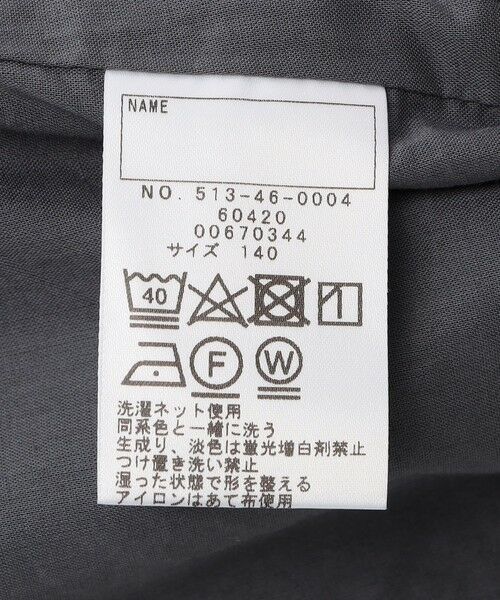 NAME
NO. 513-46-0004
60420
00670344
サイズ 140
40
F W
洗濯ネット使用
同系色と一緒に洗う
生成り、淡色は蛍光増白剤禁止
つけ置き洗い禁止
湿った状態で形を整える
アイロンはあて布使用